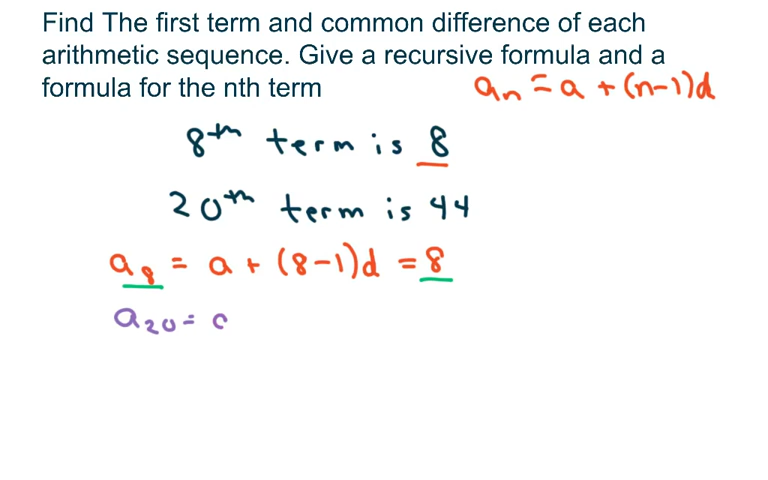 Find The first term and common difference of each
arithmetic sequence. Give a recursive formula and a
formula for the nth term
aₙ = a + (n-1)d
8th term is 8
20th term is 44
a₈ = a + (8-1)d = 8
a₂₀ =